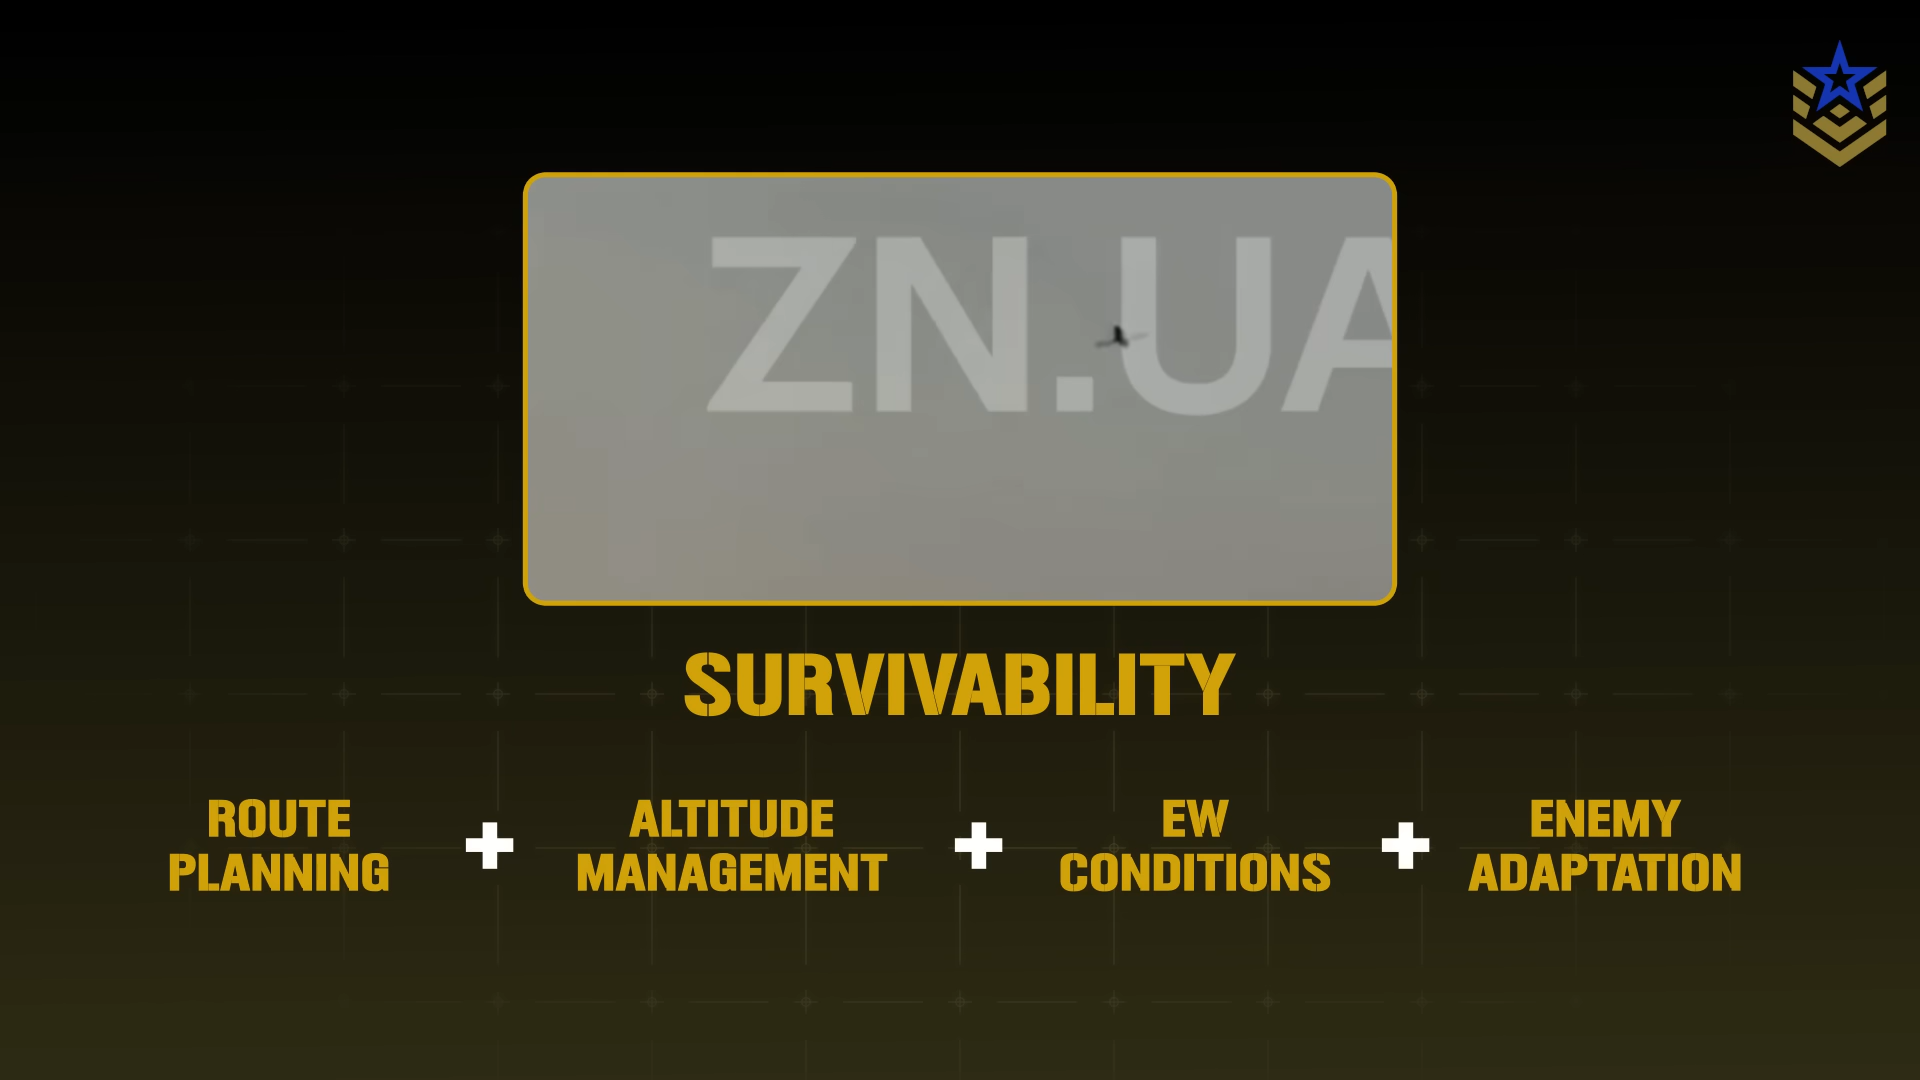 ZN.UA
SURVIVABILITY
ROUTE
PLANNING
+
ALTITUDE
MANAGEMENT
+
EW
CONDITIONS
+
ENEMY
ADAPTATION